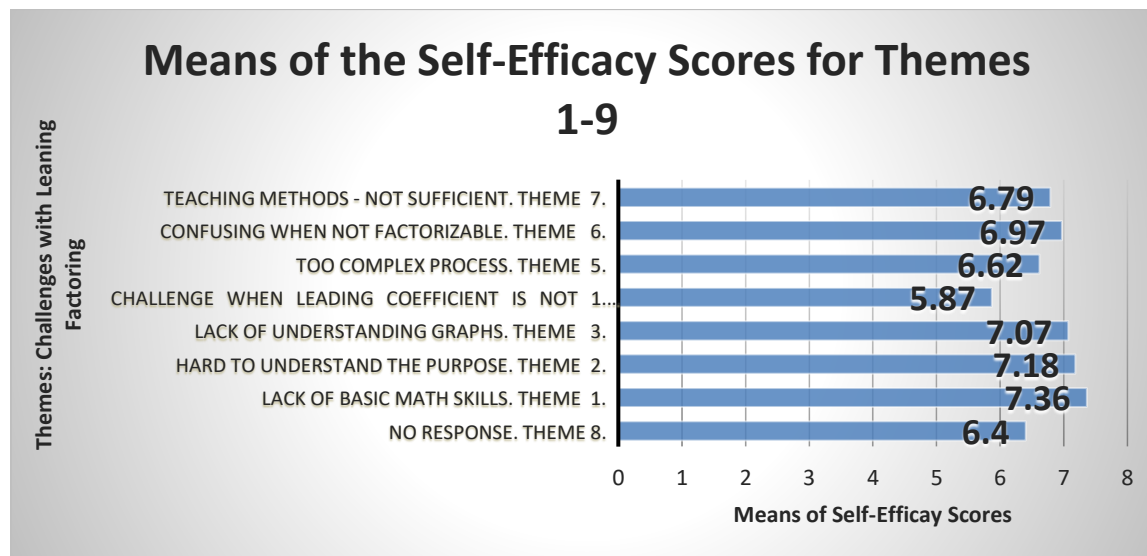 Means of the Self-Efficacy Scores for Themes
1-9
Themes: Challenges with Leaning
Factoring
TEACHING METHODS - NOT SUFFICIENT. THEME 7.
6.79
CONFUSING WHEN NOT FACTORIZABLE. THEME 6.
6.97
TOO COMPLEX PROCESS. THEME 5.
6.62
CHALLENGE WHEN LEADING COEFFICIENT IS NOT 1...
5.87
LACK OF UNDERSTANDING GRAPHS. THEME 3.
7.07
HARD TO UNDERSTAND THE PURPOSE. THEME 2.
7.18
LACK OF BASIC MATH SKILLS. THEME 1.
7.36
NO RESPONSE. THEME 8.
6.4
0 1 2 3 4 5 6 7 8
Means of Self-Efficay Scores